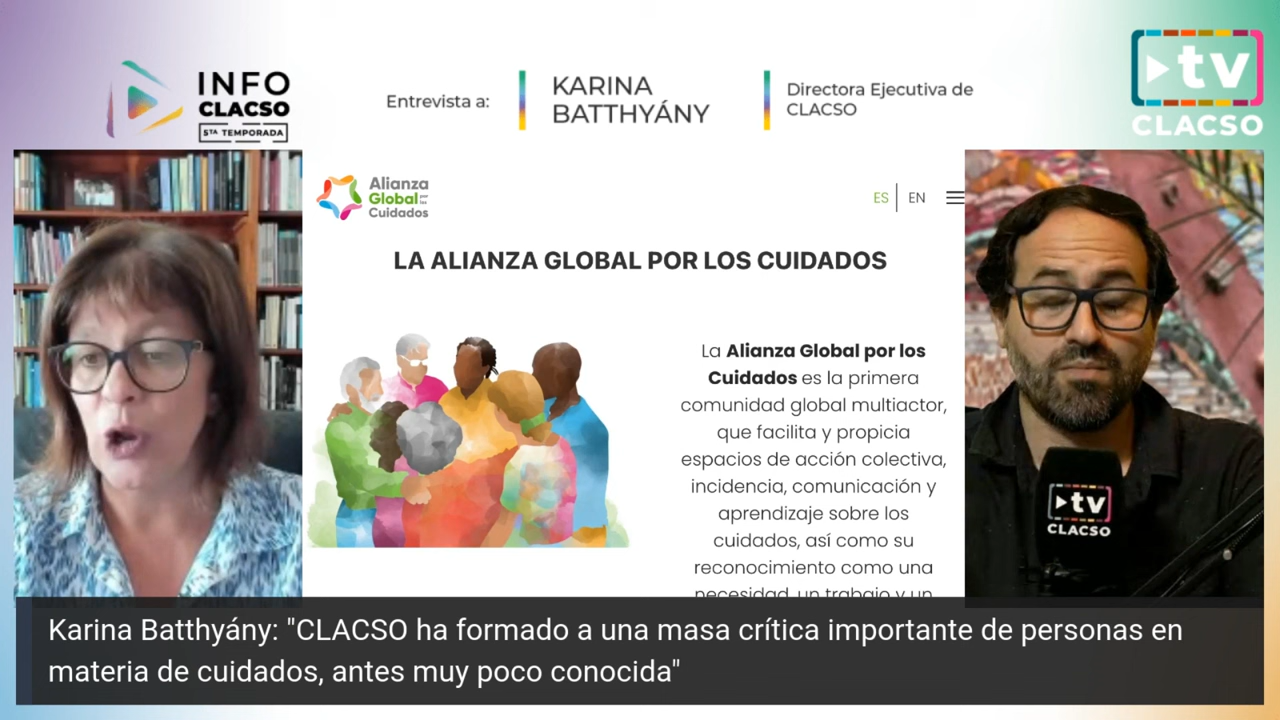 INFO
CLACSO
5TA TEMPORADA
Entrevista a:
KARINA
BATTHYÁNY
Directora Ejecutiva de
CLACSO
tv
CLACSO
Alianza
Global
Cuidados
ES
EN
LA ALIANZA GLOBAL POR LOS CUIDADOS
La Alianza Global por los
Cuidados es la primera
comunidad global multiactor,
que facilita y propicia
espacios de acción colectiva,
incidencia, comunicación y
aprendizaje sobre los
cuidados, así como su
reconocimiento como una
necesidad, un trabajo y un
tv
CLACSO
Karina Batthyány: "CLACSO ha formado a una masa crítica importante de personas en
materia de cuidados, antes muy poco conocida"